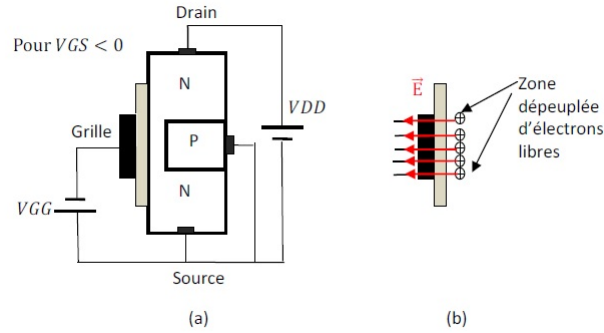 Drain
Pour VGS < 0
N
VDD
Grille
P
N
VGG
Source
(a)
E
Zone
dépeuplée
d'électrons
libres
(b)